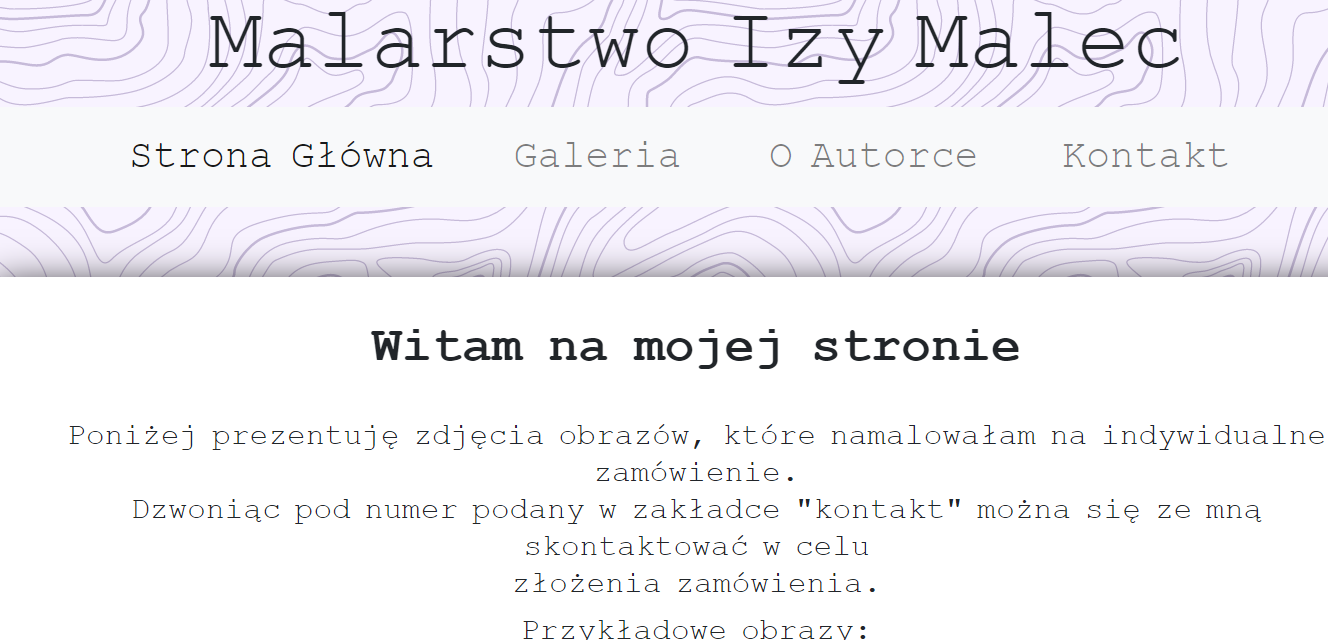 Malarstwo Izy Malec
Strona Główna Galeria O Autorce Kontakt
Witam na mojej stronie
Poniżej prezentuję zdjęcia obrazów, które namalowałam na indywidualne
zamówienie.
Dzwoniąc pod numer podany w zakładce "kontakt" można się ze mną
skontaktować w celu
złożenia zamówienia.
Przykładowe obrazy: